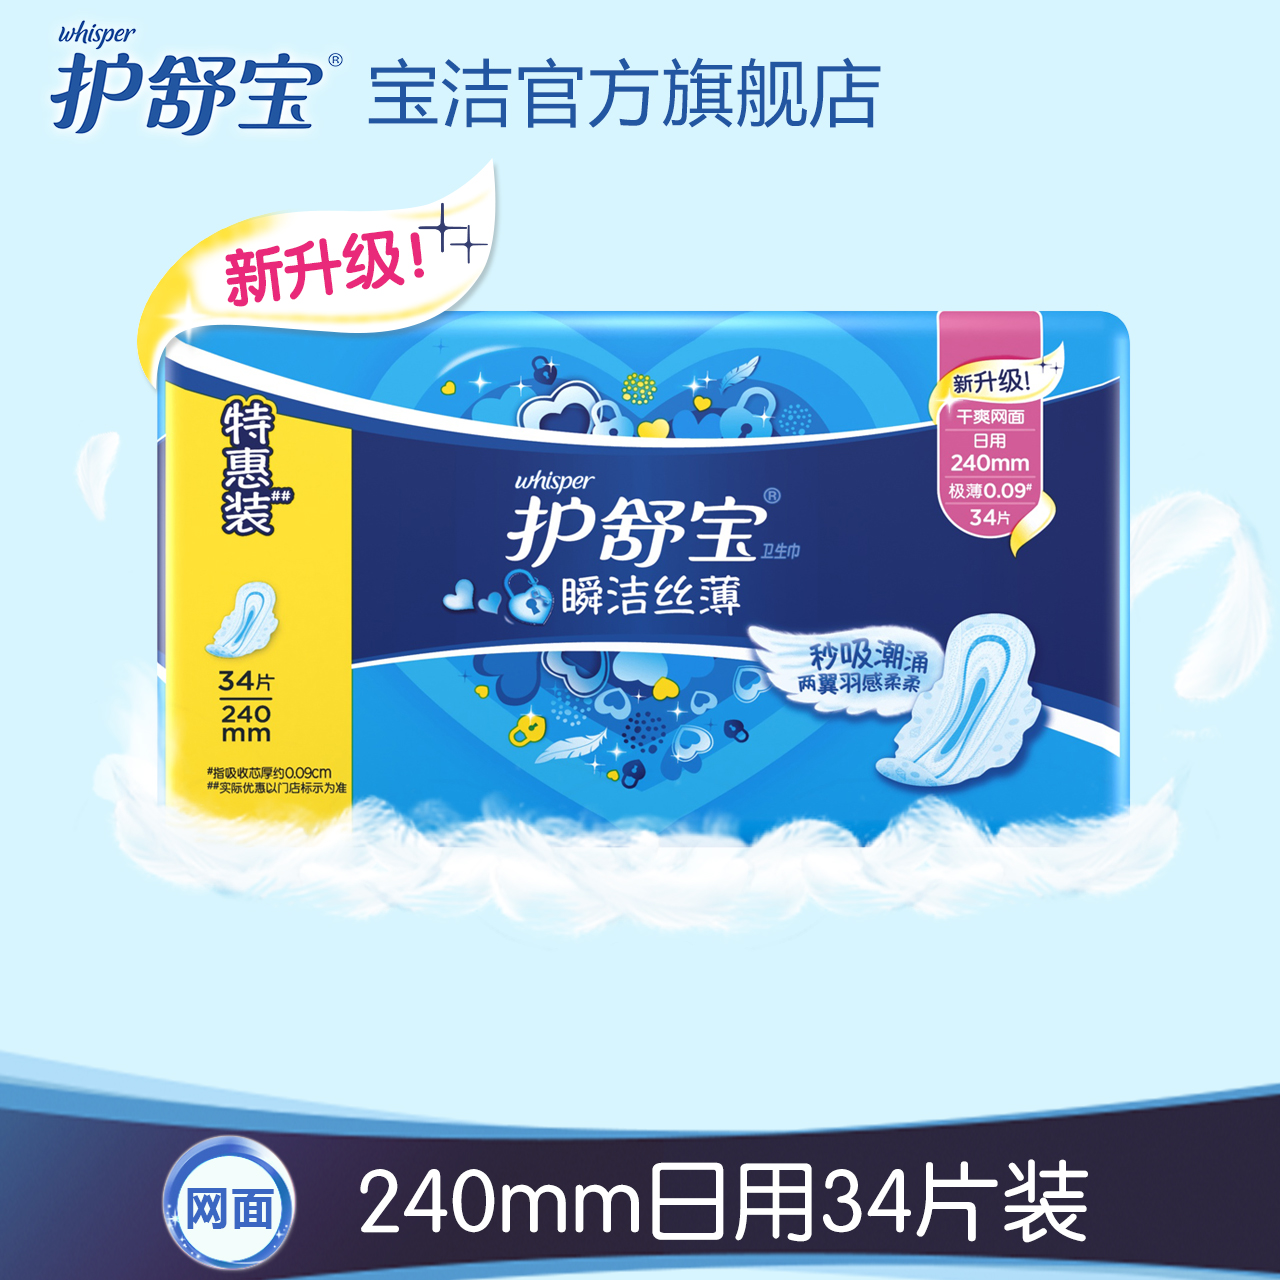 whisper
护舒宝® 宝洁官方旗舰店
新升级!
特惠装##
34片
240
mm
#指吸收芯厚约0.09cm
##实际优惠以门店标示为准
whisper
护舒宝®
卫生巾
瞬洁丝薄
新升级!
干爽网面
日用
240mm
极薄0.09#
34片
秒吸潮涌
两翼羽感柔柔
网面
240mm日用34片装